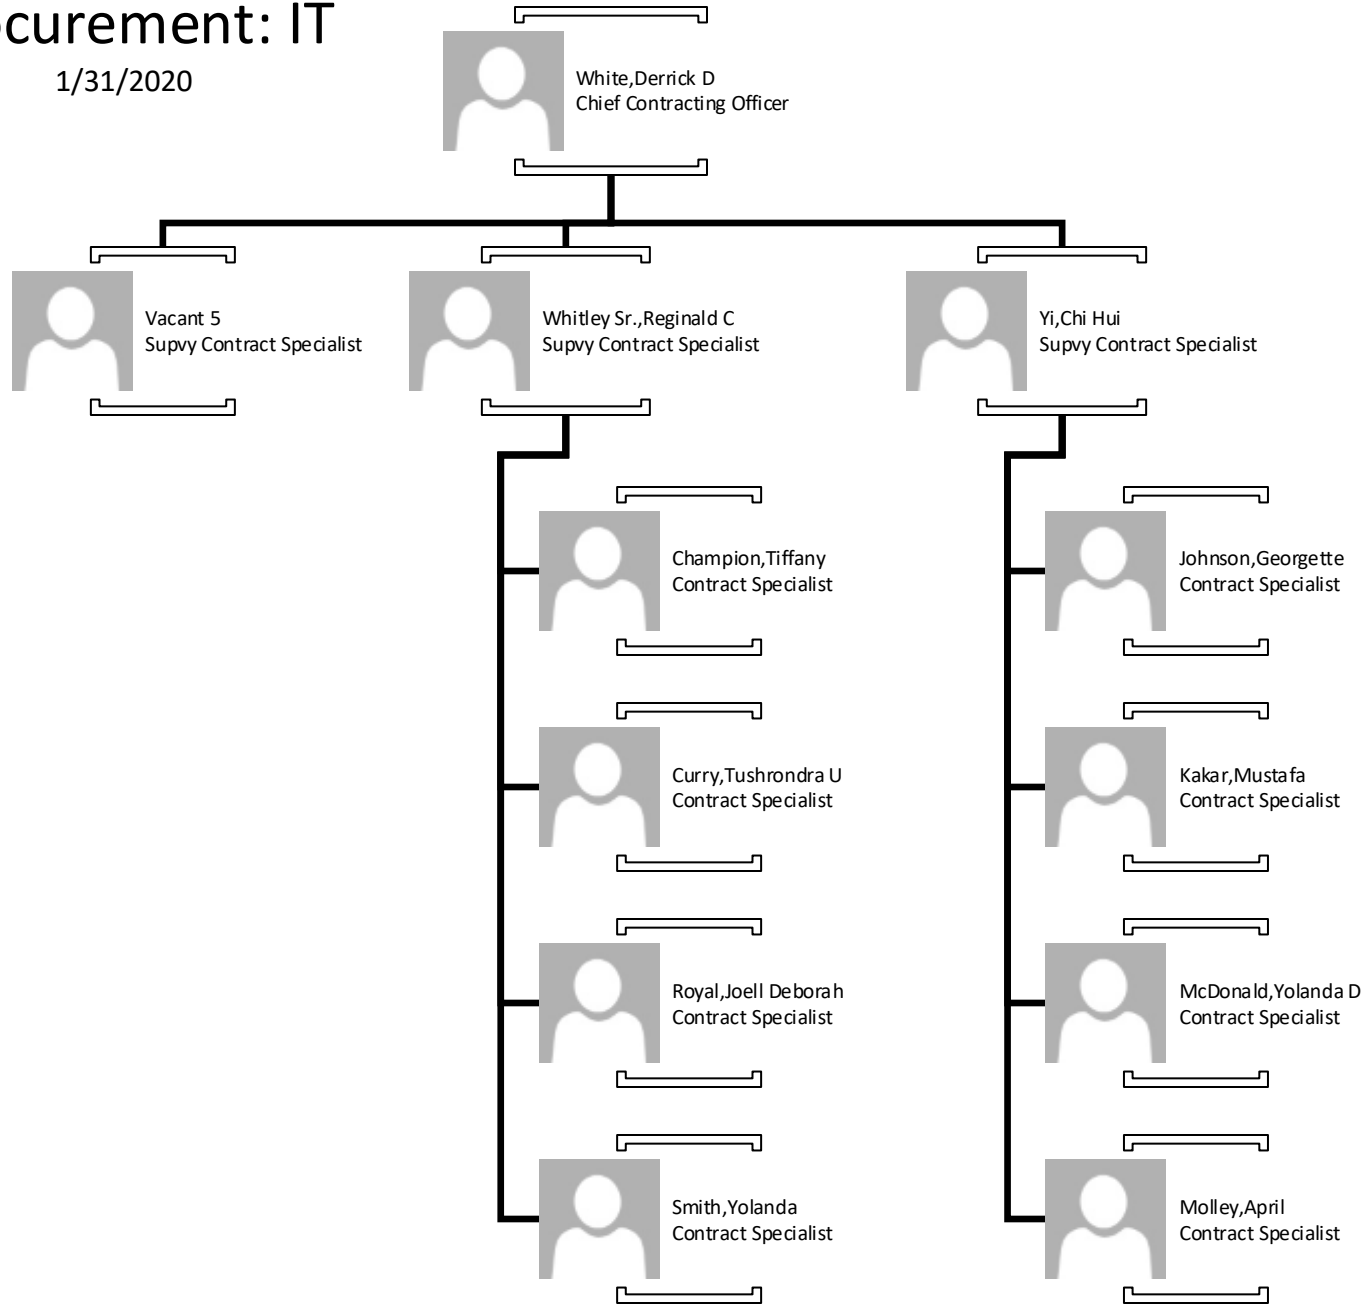 ocurement: IT
1/31/2020
White,Derrick D
Chief Contracting Officer
Vacant 5
Supvy Contract Specialist
Whitley Sr.,Reginald C
Supvy Contract Specialist
Yi,Chi Hui
Supvy Contract Specialist
Champion,Tiffany
Contract Specialist
Curry,Tushrondra U
Contract Specialist
Royal,Joell Deborah
Contract Specialist
Smith,Yolanda
Contract Specialist
Johnson,Georgette
Contract Specialist
Kakar,Mustafa
Contract Specialist
McDonald,Yolanda D
Contract Specialist
Molley,April
Contract Specialist